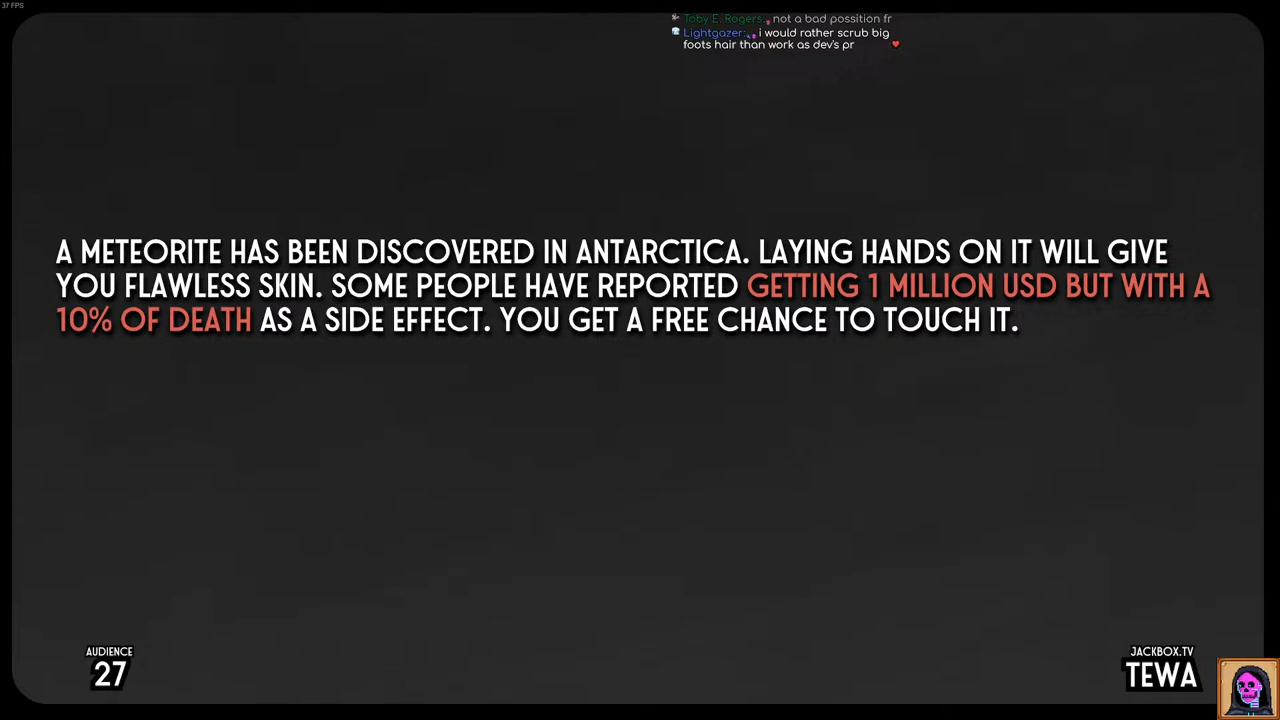 37 FPS
Toby E. Rogers: not a bad possition fr
Lightgazer: i would rather scrub big
foots hair than work as dev's pr
A METEORITE HAS BEEN DISCOVERED IN ANTARCTICA. LAYING HANDS ON IT WILL GIVE
YOU FLAWLESS SKIN. SOME PEOPLE HAVE REPORTED GETTING 1 MILLION USD BUT WITH A
10% OF DEATH AS A SIDE EFFECT. YOU GET A FREE CHANCE TO TOUCH IT.
AUDIENCE
27
JACKBOX.TV
TEWA